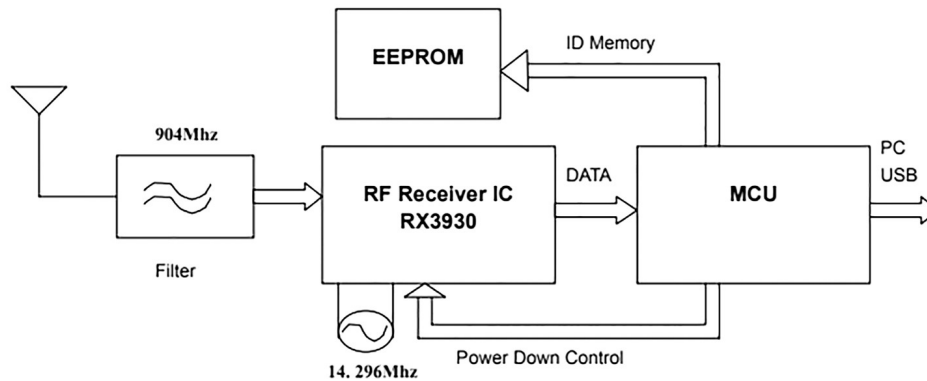 EEPROM
ID Memory
904Mhz
RF Receiver IC
RX3930
DATA
MCU
PC
USB
Filter
14. 296Mhz
Power Down Control